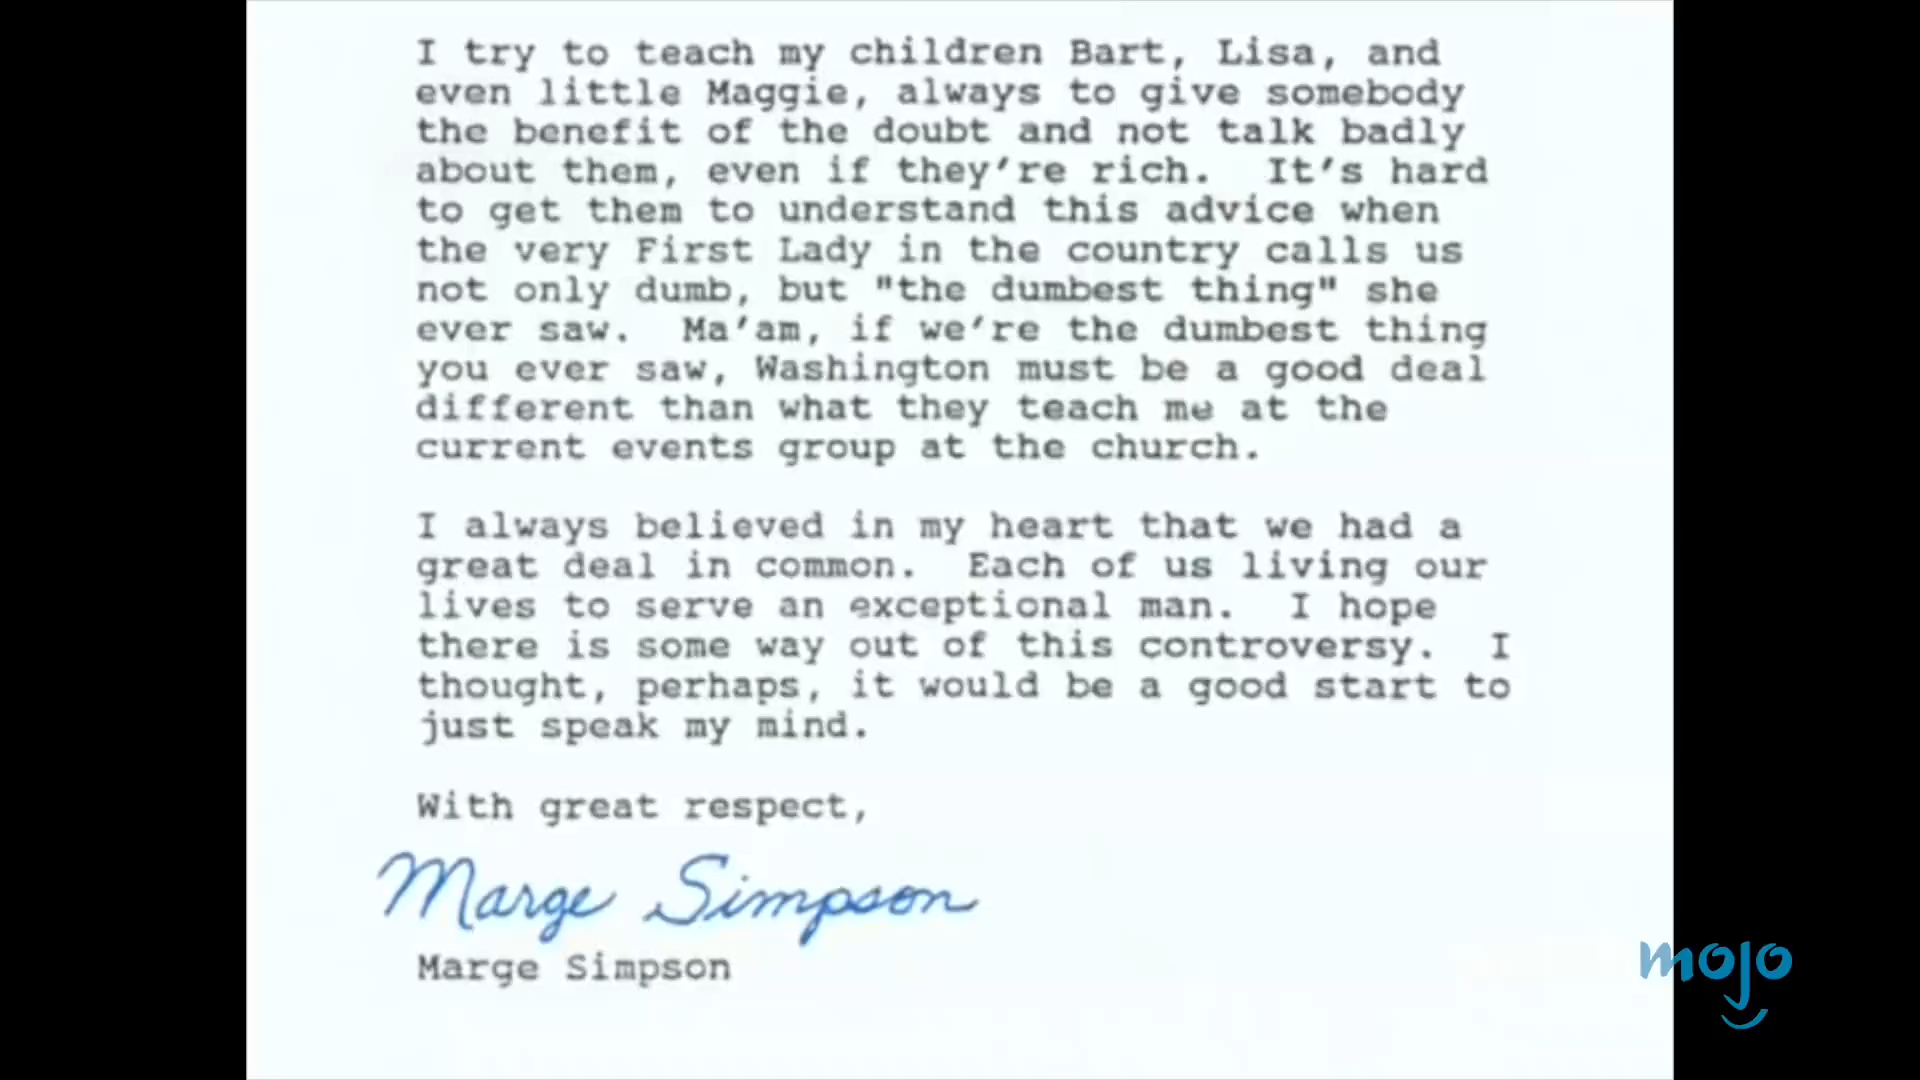 I try to teach my children Bart, Lisa, and
even little Maggie, always to give somebody
the benefit of the doubt and not talk badly
about them, even if they're rich.  It's hard
to get them to understand this advice when
the very First Lady in the country calls us
not only dumb, but "the dumbest thing" she
ever saw.  Ma'am, if we're the dumbest thing
you ever saw, Washington must be a good deal
different than what they teach me at the
current events group at the church.

I always believed in my heart that we had a
great deal in common.  Each of us living our
lives to serve an exceptional man.  I hope
there is some way out of this controversy.  I
thought, perhaps, it would be a good start to
just speak my mind.

With great respect,
Marge Simpson
Marge Simpson
mojo